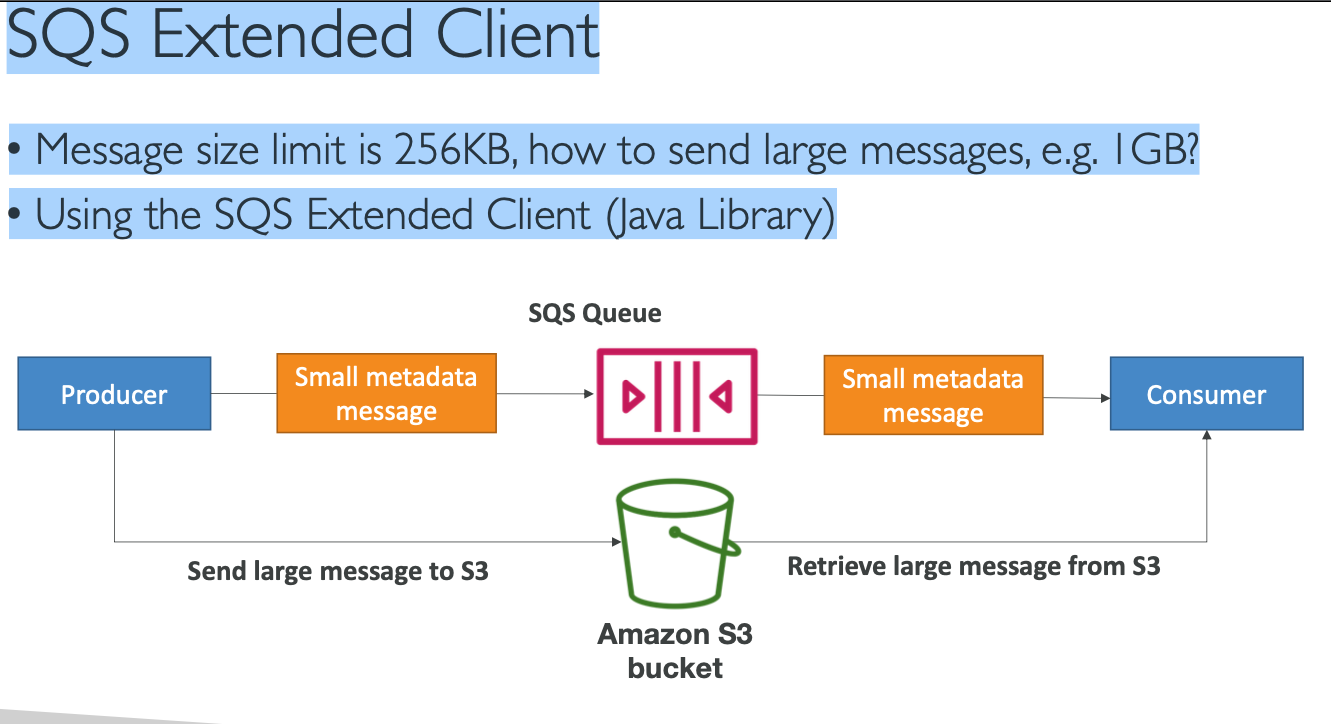 SQS Extended Client
• Message size limit is 256KB, how to send large messages, e.g. 1GB?
• Using the SQS Extended Client (Java Library)
SQS Queue
Producer
Small metadata
message
Small metadata
message
Consumer
Send large message to S3
Retrieve large message from S3
Amazon S3
bucket